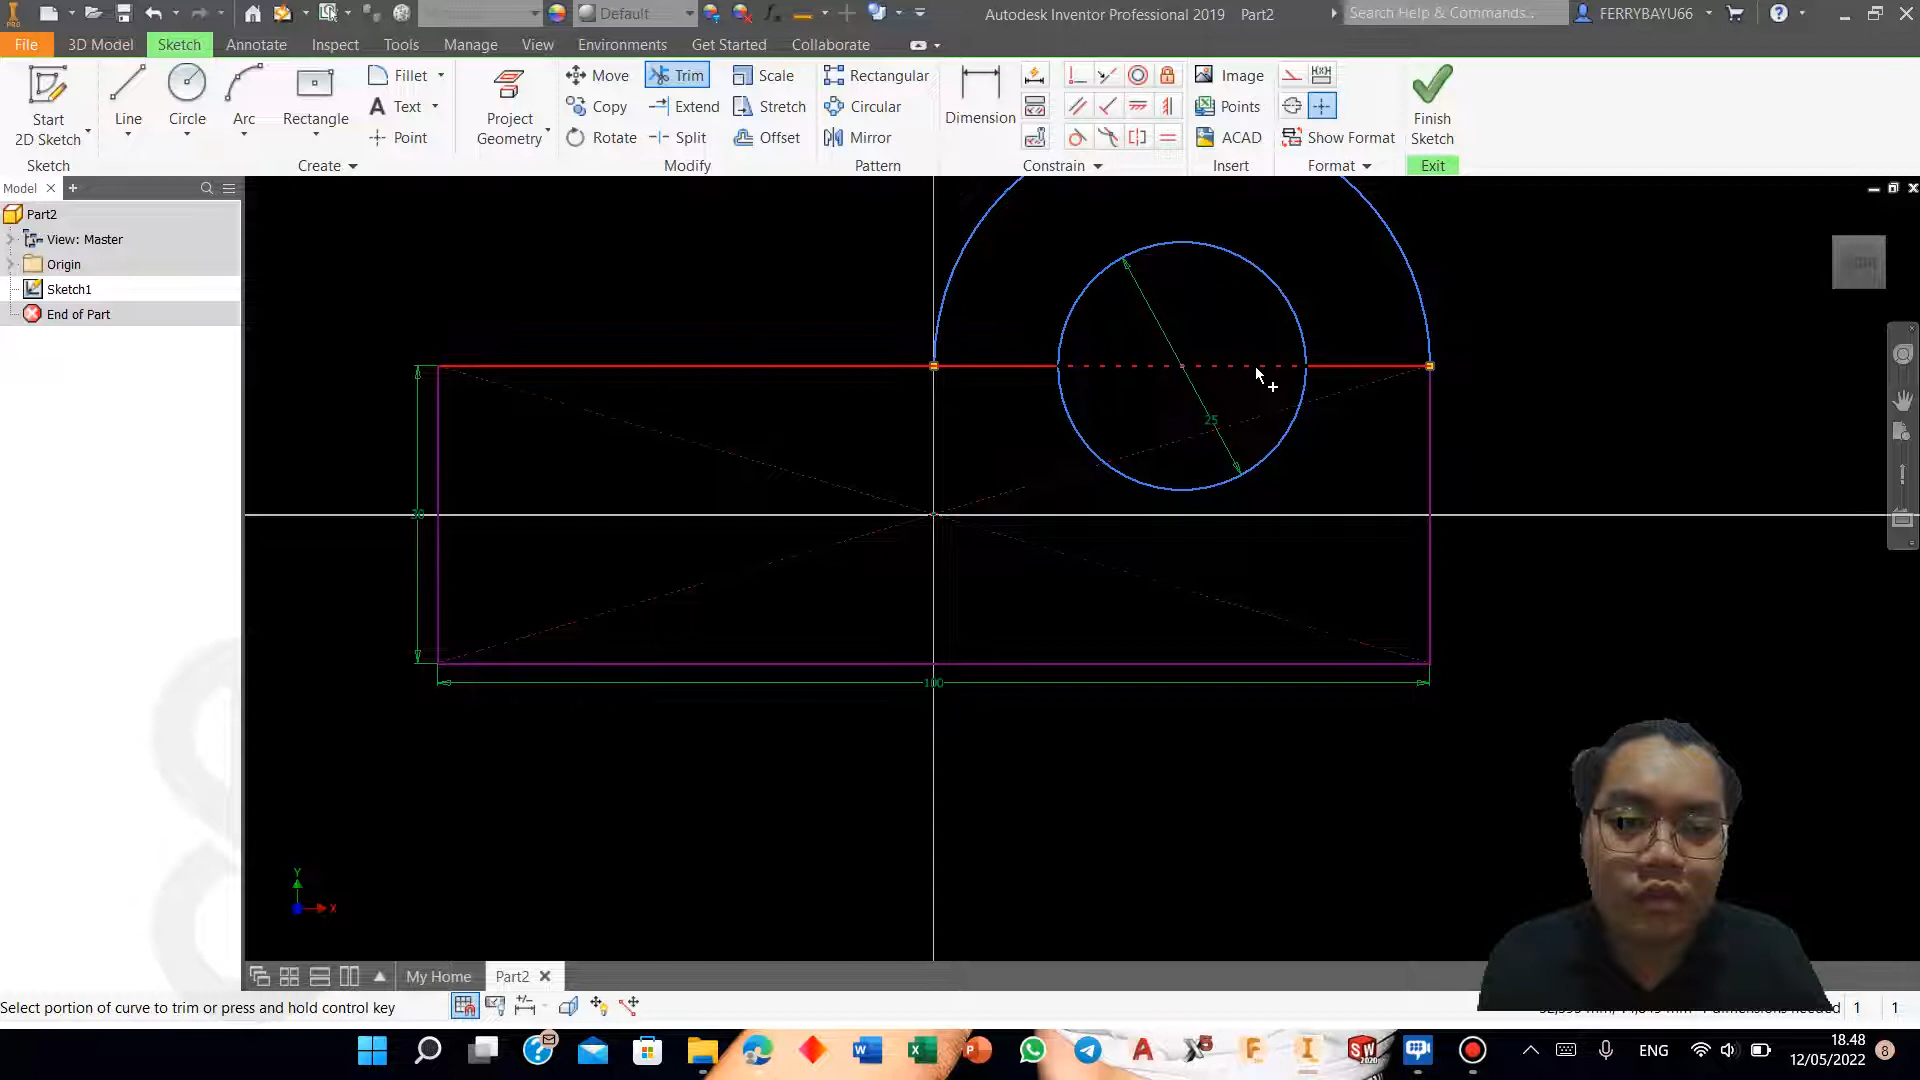 Default
Autodesk Inventor Professional 2019 Part2
Search Help & Commands...
FERRYBAYU66
File 3D Model Sketch Annotate Inspect Tools Manage View Environments Get Started Collaborate
Start
2D Sketch
Line
Circle
Arc
Rectangle
Fillet
Text
Point
Project
Geometry
Move
Copy
Rotate
Trim
Extend
Split
Scale
Stretch
Offset
Rectangular
Circular
Mirror
Dimension
Image
Points
ACAD
Show Format
Finish
Sketch
Sketch
Create
Modify
Pattern
Constrain
Insert
Format
Exit
Model
Part2
View: Master
Origin
Sketch1
End of Part
25
30
100
Y
X
My Home
Part2
Select portion of curve to trim or press and hold control key
1
1
ENG
18.48
12/05/2022
8